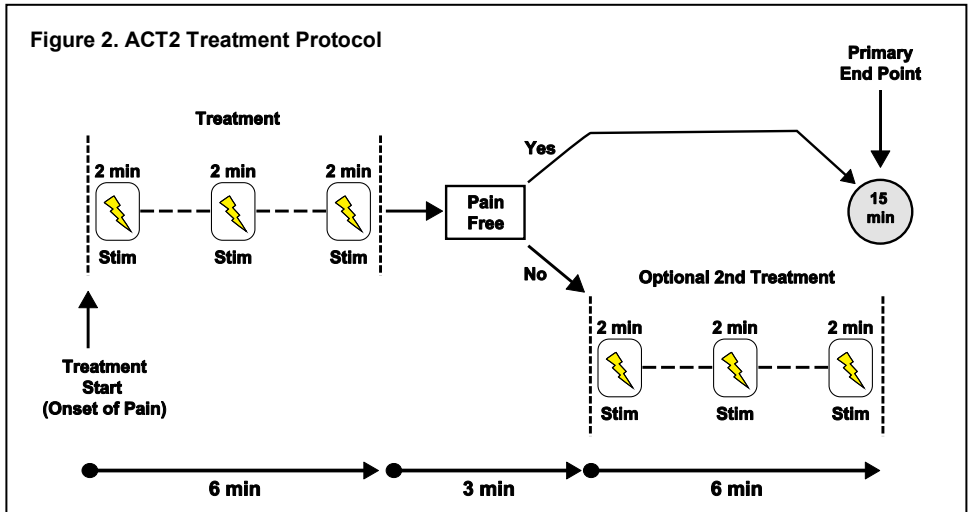 Figure 2. ACT2 Treatment Protocol
Primary
End Point
Treatment
2 min
2 min
2 min
Stim
Stim
Stim
Pain
Free
Yes
No
15
min
Treatment
Start
(Onset of Pain)
Optional 2nd Treatment
2 min
2 min
2 min
Stim
Stim
Stim
6 min
3 min
6 min